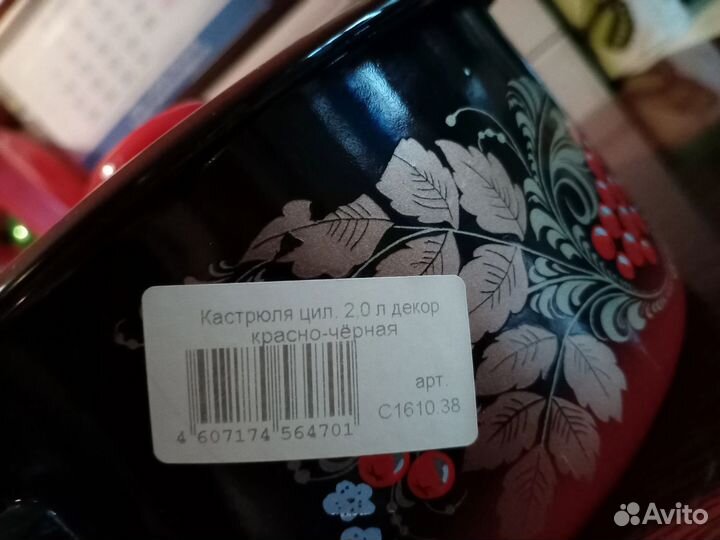 Кастрюля цил. 2,0 л декор
красно-чёрная
арт.
С1610.38
4 607174 564701
Avito